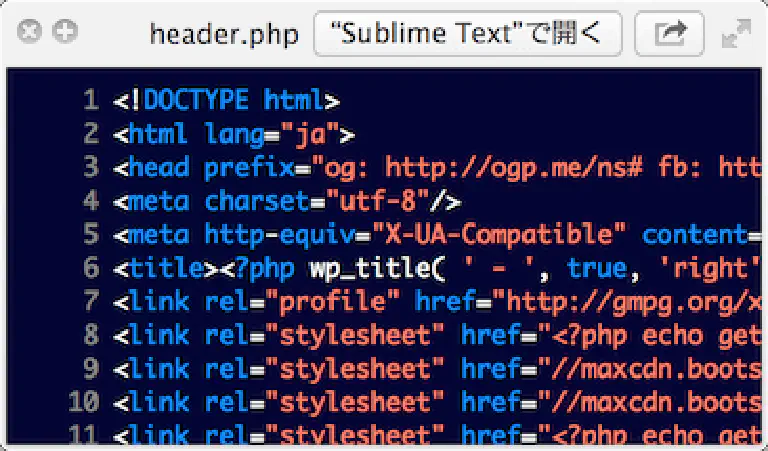 header.php “Sublime Text”で開く
1 <!DOCTYPE html>
2 <html lang="ja">
3 <head prefix="og: http://ogp.me/ns# fb: htt
4 <meta charset="utf-8"/>
5 <meta http-equiv="X-UA-Compatible" content=
6 <title><?php wp_title( ' - ', true, 'right'
7 <link rel="profile" href="http://gmpg.org/x
8 <link rel="stylesheet" href="<?php echo get
9 <link rel="stylesheet" href="//maxcdn.boots
10 <link rel="stylesheet" href="//maxcdn.boots
11 <link rel="stylesheet" href="<?php echo get